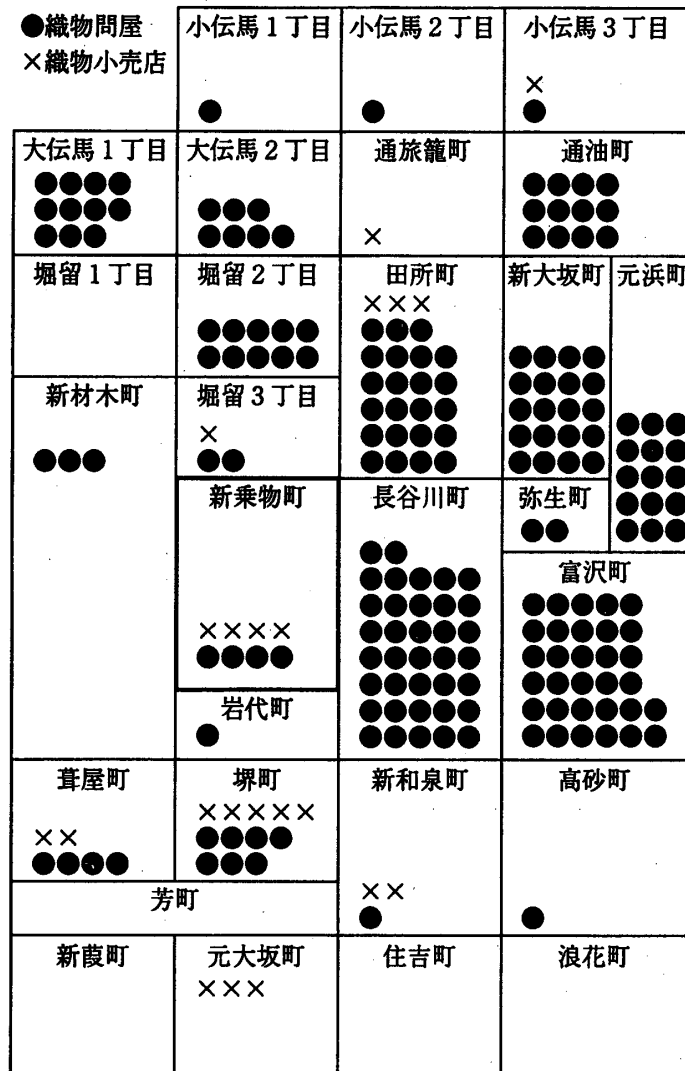 ●織物問屋
×織物小売店
小伝馬1丁目
小伝馬2丁目
小伝馬3丁目
大伝馬1丁目
大伝馬2丁目
通旅籠町
通油町
堀留1丁目
堀留2丁目
田所町
新大坂町
元浜町
新材木町
堀留3丁目
新乗物町
長谷川町
弥生町
富沢町
岩代町
葺屋町
堺町
新和泉町
高砂町
芳町
新葭町
元大坂町
住吉町
浪花町